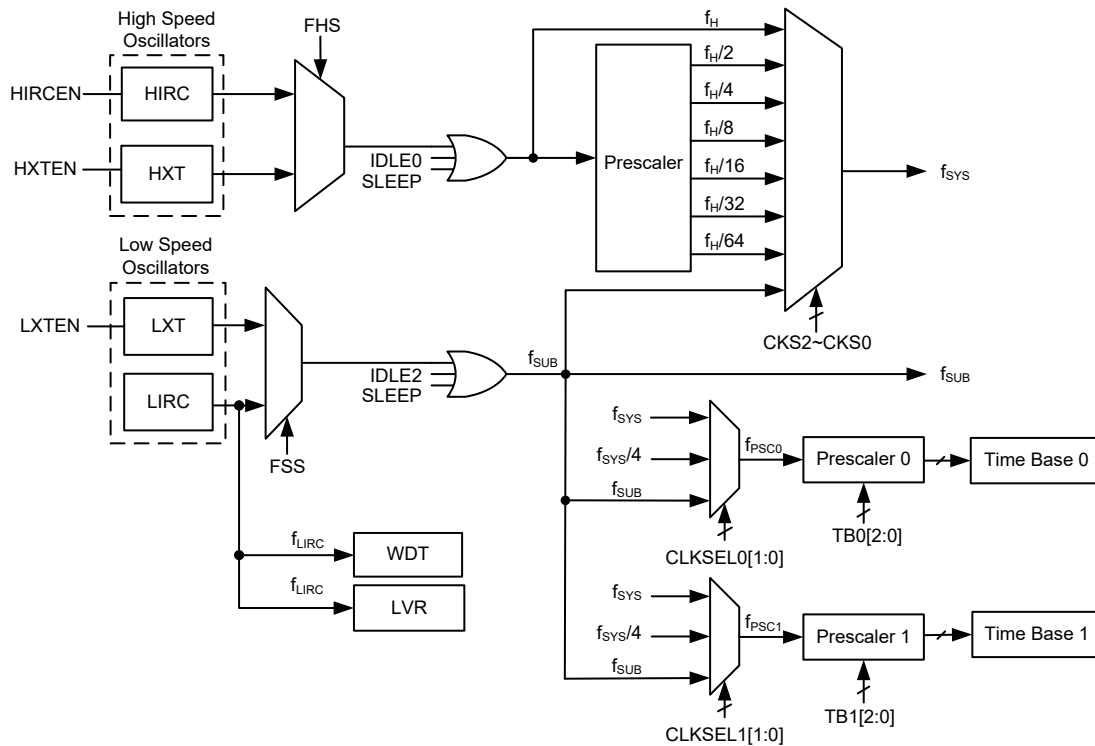 High Speed
Oscillators
FHS
HIRCEN
HIRC
HXTEN
HXT
IDLE0
SLEEP
fH
Prescaler
fH/2
fH/4
fH/8
fH/16
fH/32
fH/64
fSYS
CKS2~CKS0
Low Speed
Oscillators
LXTEN
LXT
LIRC
FSS
IDLE2
SLEEP
fSUB
fSUB
fSYS
fSYS/4
fSUB
fPSC0
Prescaler 0
Time Base 0
TB0[2:0]
CLKSEL0[1:0]
fLIRC
WDT
fLIRC
LVR
fSYS
fSYS/4
fSUB
fPSC1
Prescaler 1
Time Base 1
TB1[2:0]
CLKSEL1[1:0]